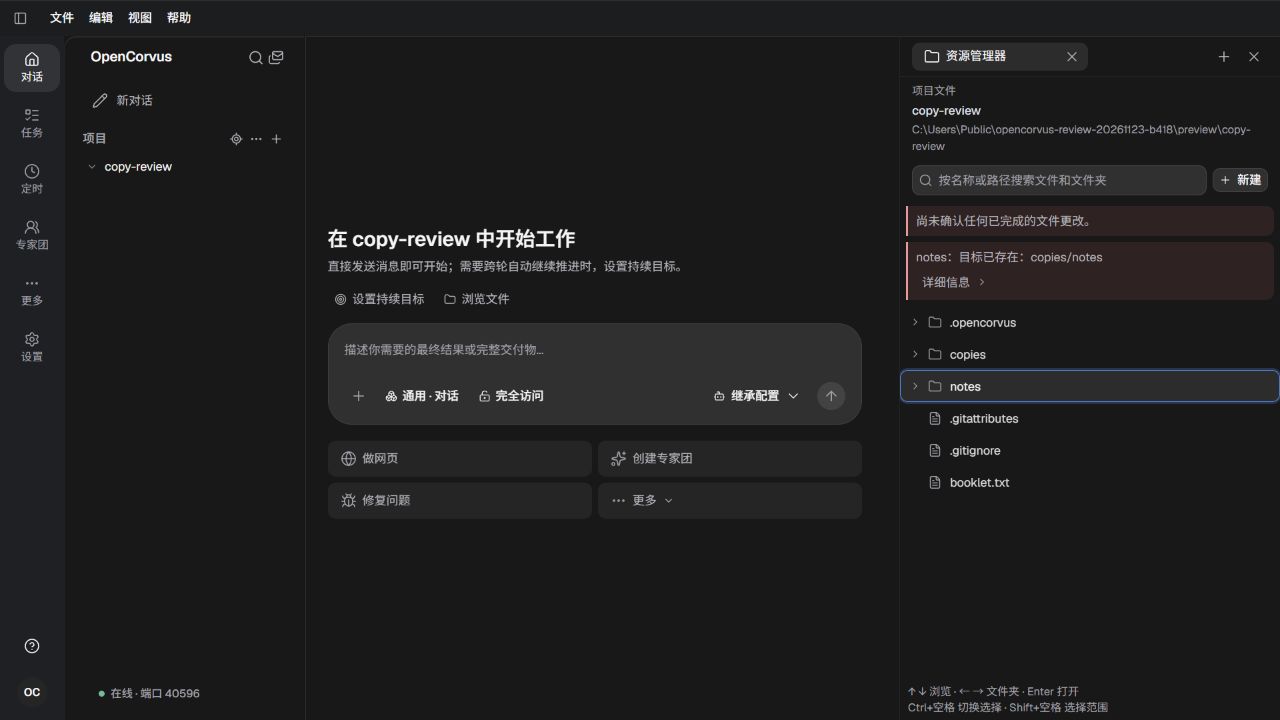 文件 编辑 视图 帮助
对话
任务
定时
专家团
更多
设置
OC
OpenCorvus
新对话
项目
copy-review
在线 · 端口 40596
在 copy-review 中开始工作
直接发送消息即可开始；需要跨轮自动继续推进时，设置持续目标。
设置持续目标 浏览文件
描述你需要的最终结果或完整交付物...
通用 · 对话 完全访问 继承配置
做网页 创建专家团
修复问题 更多
资源管理器
项目文件
copy-review
C:\Users\Public\opencorvus-review-20261123-b418\preview\copy-
review
按名称或路径搜索文件和文件夹 新建
尚未确认任何已完成的文件更改。
notes：目标已存在：copies/notes
详细信息
.opencorvus
copies
notes
.gitattributes
.gitignore
booklet.txt
↑↓ 浏览 · ←→ 文件夹 · Enter 打开
Ctrl+空格 切换选择 · Shift+空格 选择范围